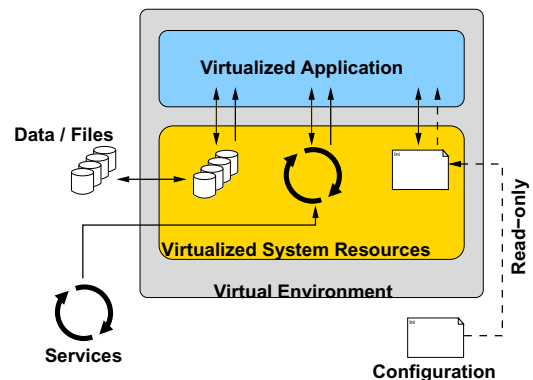 Virtualized Application
Data / Files
Ini
Virtualized System Resources
Read-only
Virtual Environment
Ini
Services
Configuration